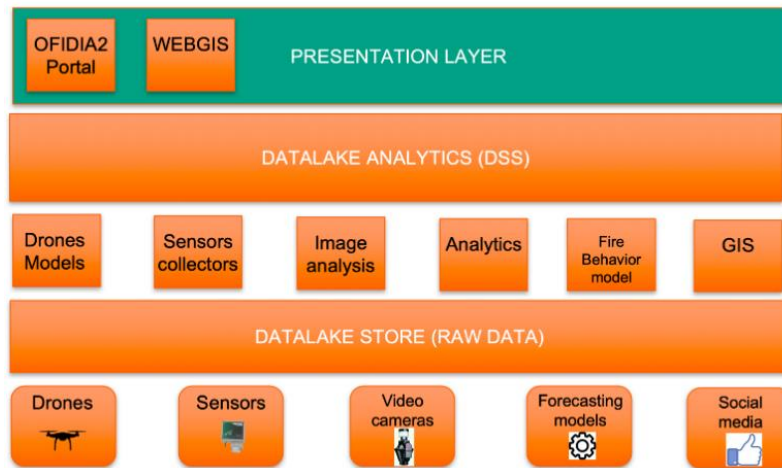 OFIDIA2
Portal
WEBGIS
PRESENTATION LAYER
DATALAKE ANALYTICS (DSS)
Drones
Models
Sensors
collectors
Image
analysis
Analytics
Fire
Behavior
model
GIS
DATALAKE STORE (RAW DATA)
Drones
Sensors
Video
cameras
Forecasting
models
Social
media